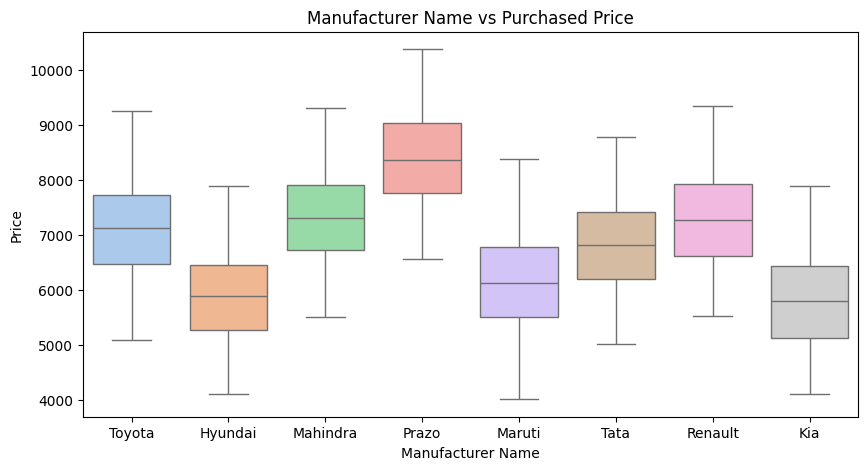 Manufacturer Name vs Purchased Price
10000
9000
8000
7000
6000
5000
4000
Price
Toyota Hyundai Mahindra Prazo Maruti Tata Renault Kia
Manufacturer Name